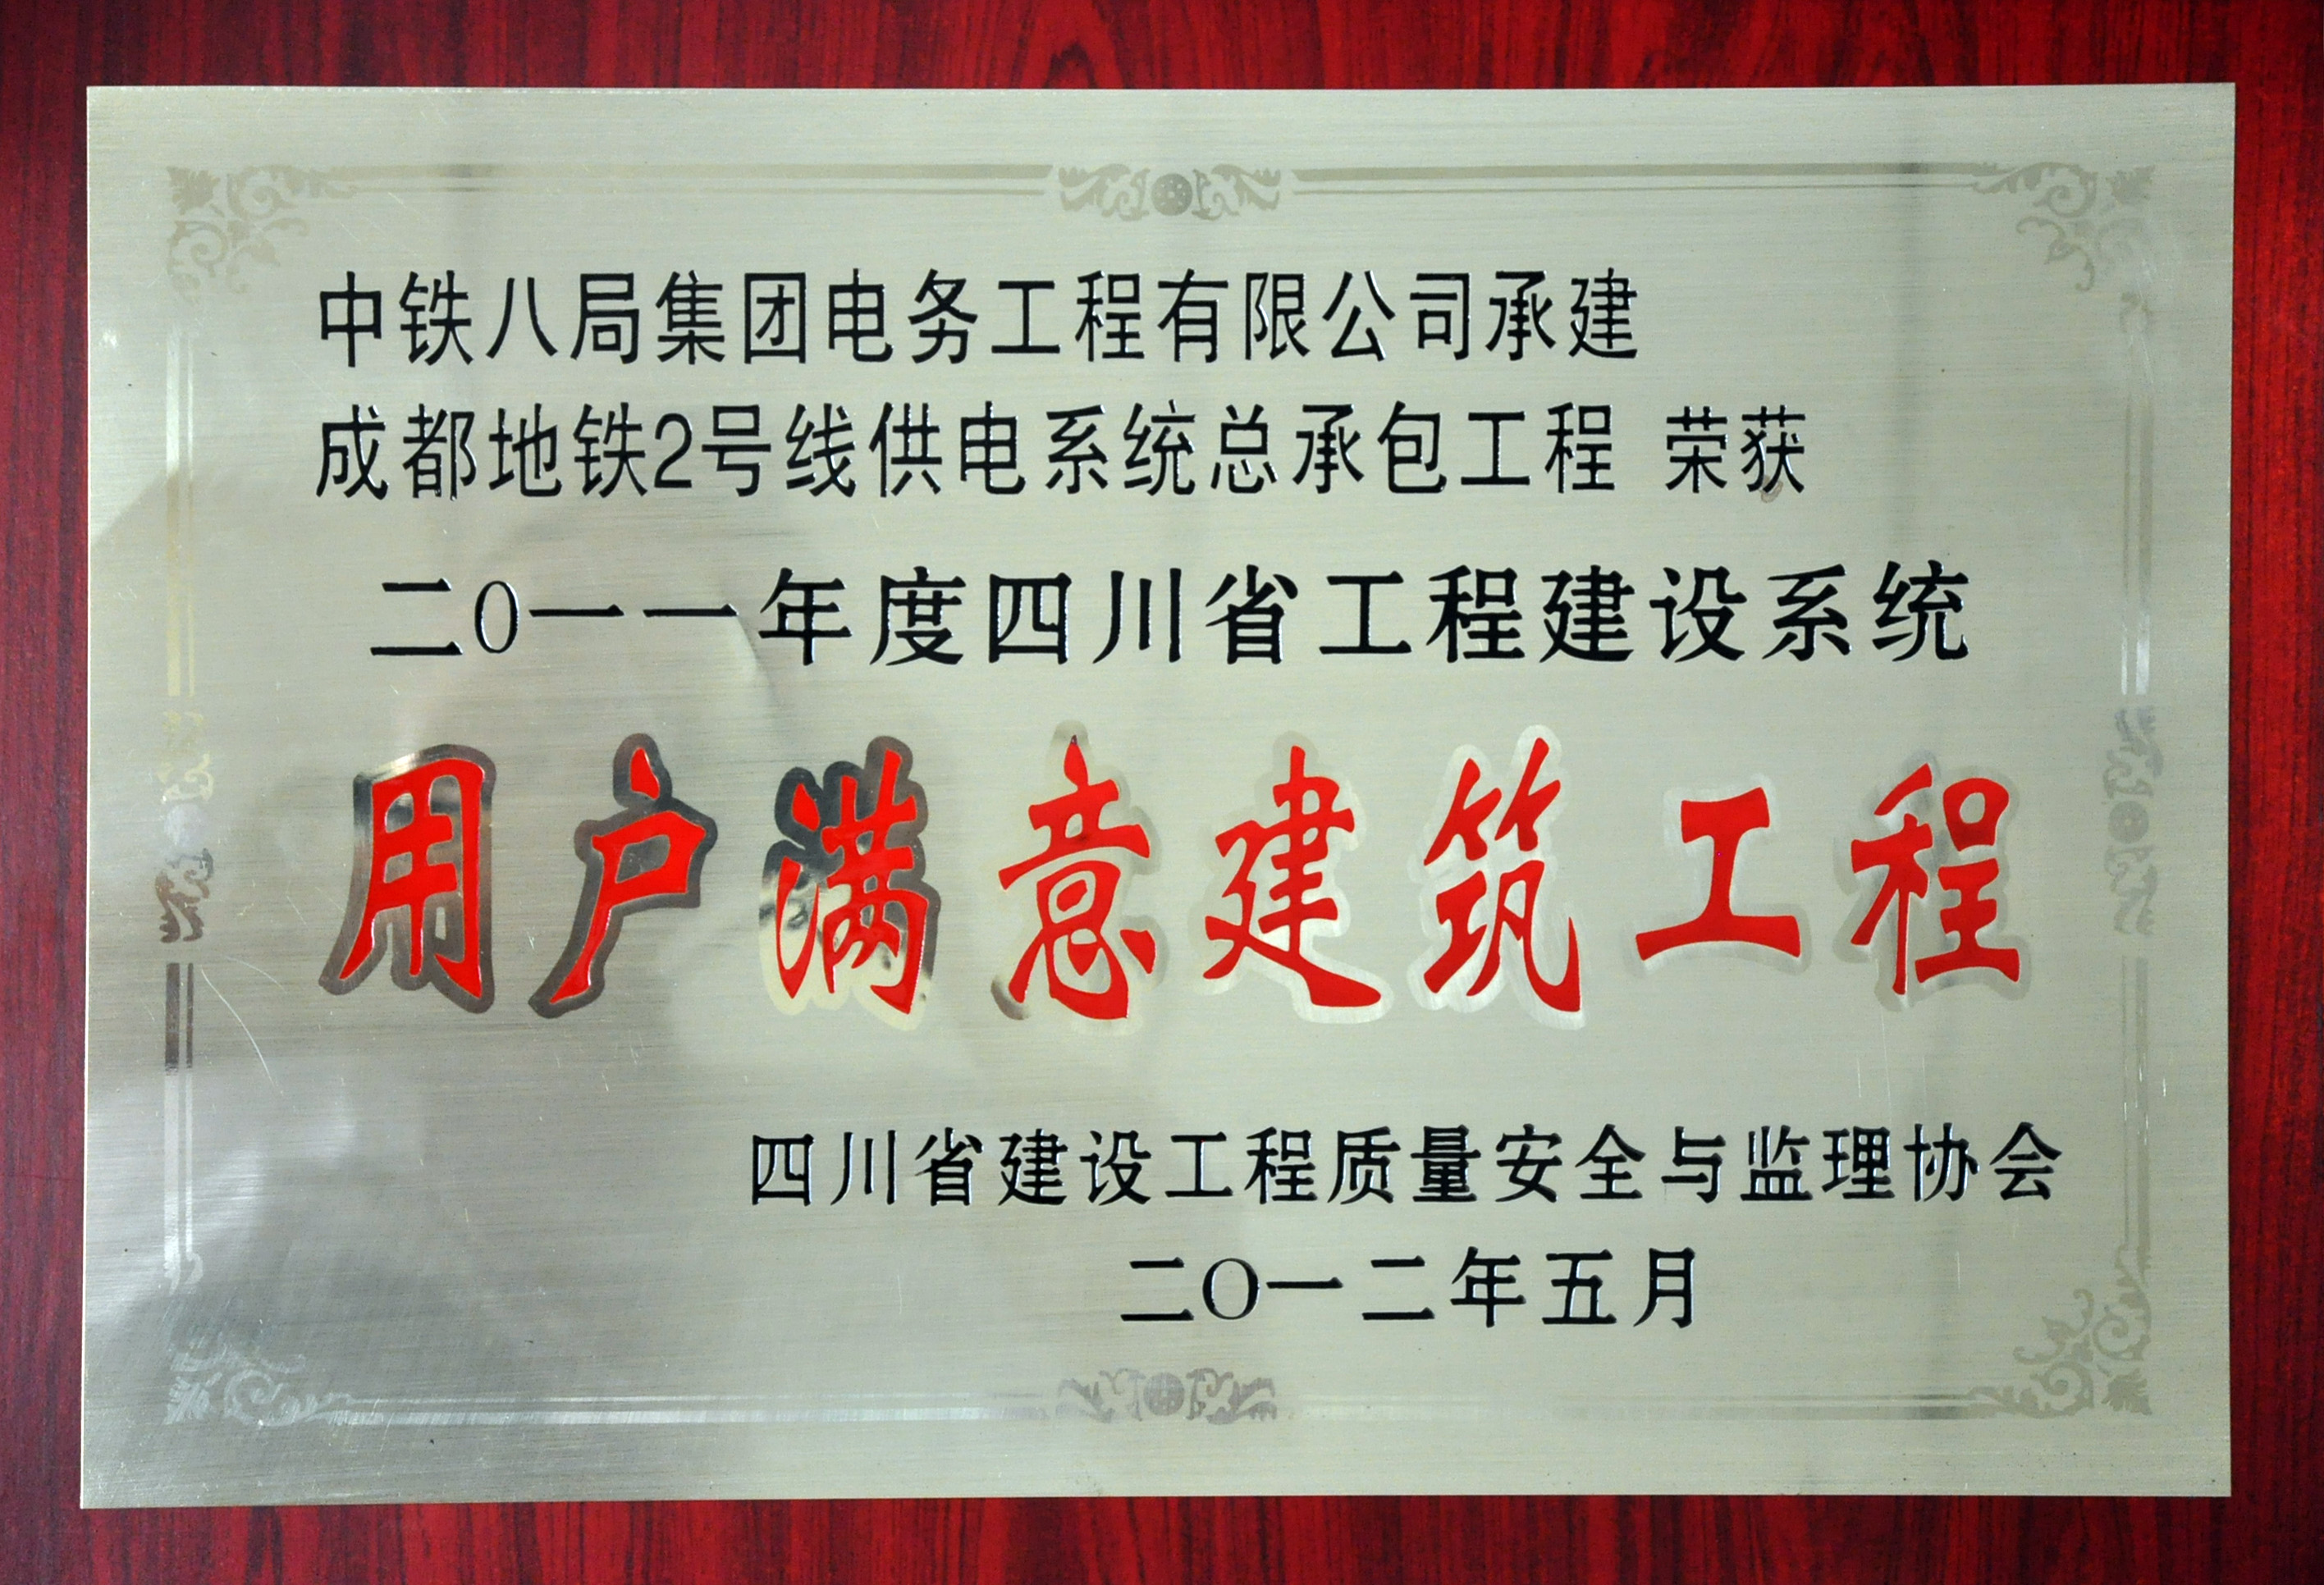 中铁八局集团电务工程有限公司承建
成都地铁2号线供电系统总承包工程 荣获
二〇一一年度四川省工程建设系统
用户满意建筑工程
四川省建设工程质量安全与监理协会
二〇一二年五月